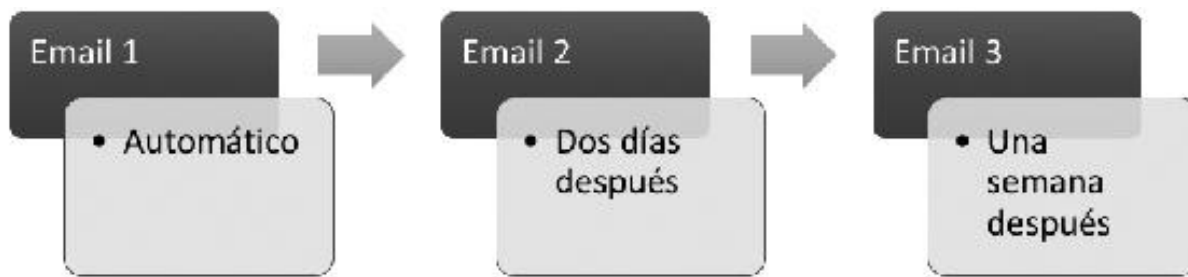 Email 1
• Automático
Email 2
• Dos días
después
Email 3
• Una
semana
después